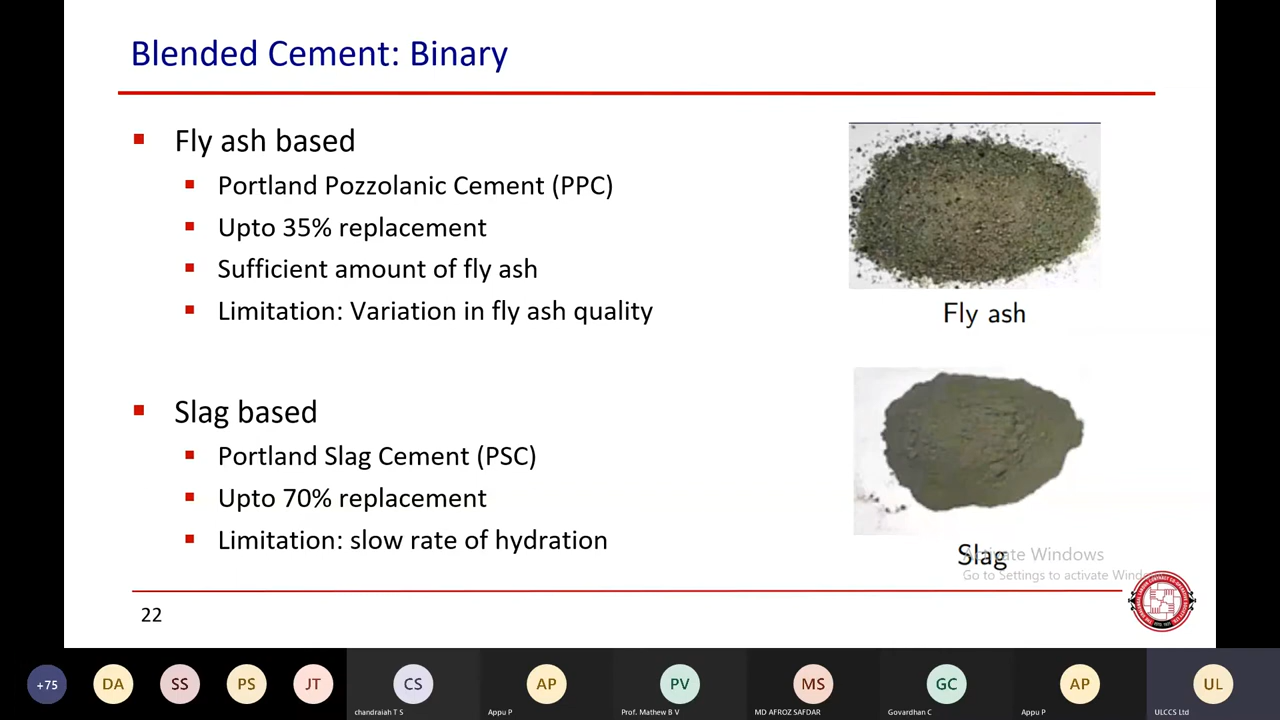 Blended Cement: Binary
Fly ash based
Portland Pozzolanic Cement (PPC)
Upto 35% replacement
Sufficient amount of fly ash
Limitation: Variation in fly ash quality
Fly ash
Slag based
Portland Slag Cement (PSC)
Upto 70% replacement
Limitation: slow rate of hydration
Slag
Activate Windows
Go to Settings to activate Windows
22
+75 DA SS PS JT CS AP PV MS GC AP UL
chandraiah T S Appu P Prof. Mathew B V MD AFROZ SAFDAR Govardhan C Appu P ULCCS Ltd